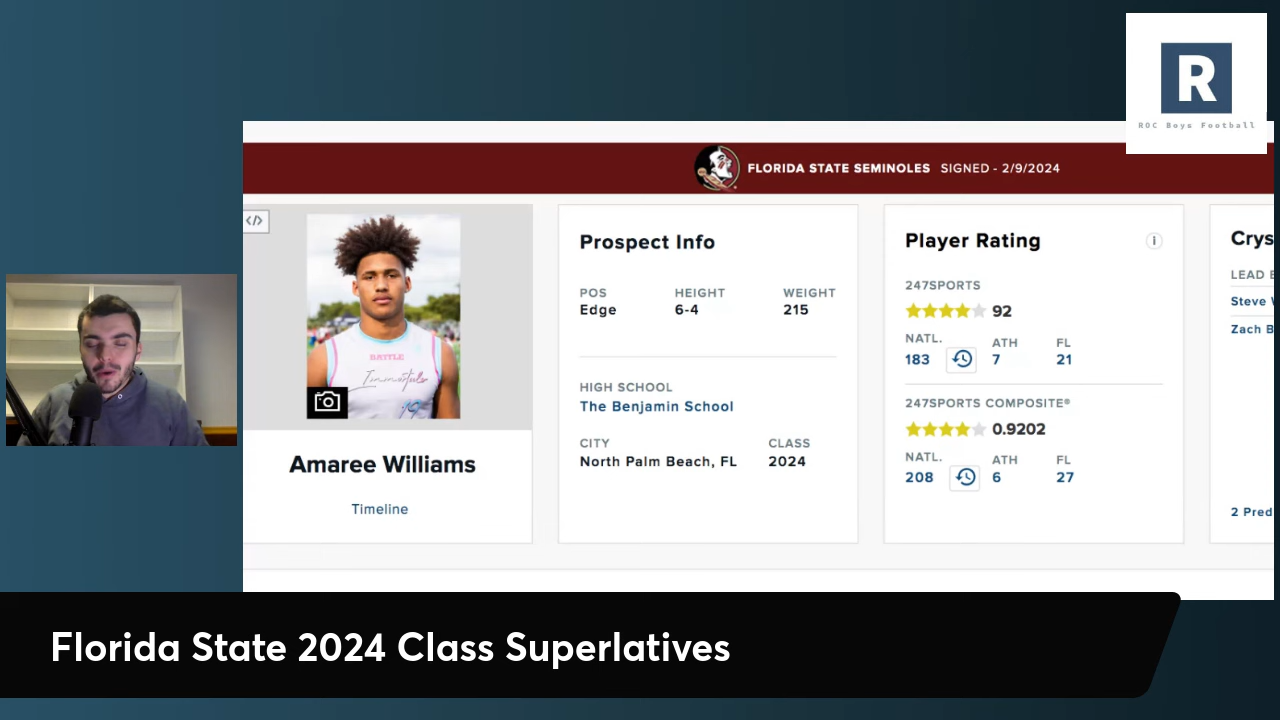 R
ROC Boys Football
FLORIDA STATE SEMINOLES SIGNED - 2/9/2024
</>
Amaree Williams
Timeline
BATTLE
Prospect Info
POS HEIGHT WEIGHT
Edge 6-4 215
HIGH SCHOOL
The Benjamin School
CITY CLASS
North Palm Beach, FL 2024
Player Rating i
247SPORTS
92
NATL. ATH FL
183 7 21
247SPORTS COMPOSITE®
0.9202
NATL. ATH FL
208 6 27
Crys
LEAD E
Steve
Zach B
2 Pred
Florida State 2024 Class Superlatives